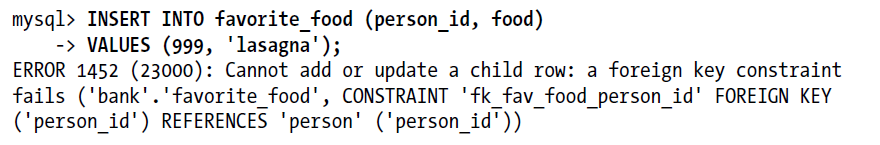 mysql> INSERT INTO favorite_food (person_id, food)
    -> VALUES (999, 'lasagna');
ERROR 1452 (23000): Cannot add or update a child row: a foreign key constraint
fails ('bank'.'favorite_food', CONSTRAINT 'fk_fav_food_person_id' FOREIGN KEY
('person_id') REFERENCES 'person' ('person_id'))